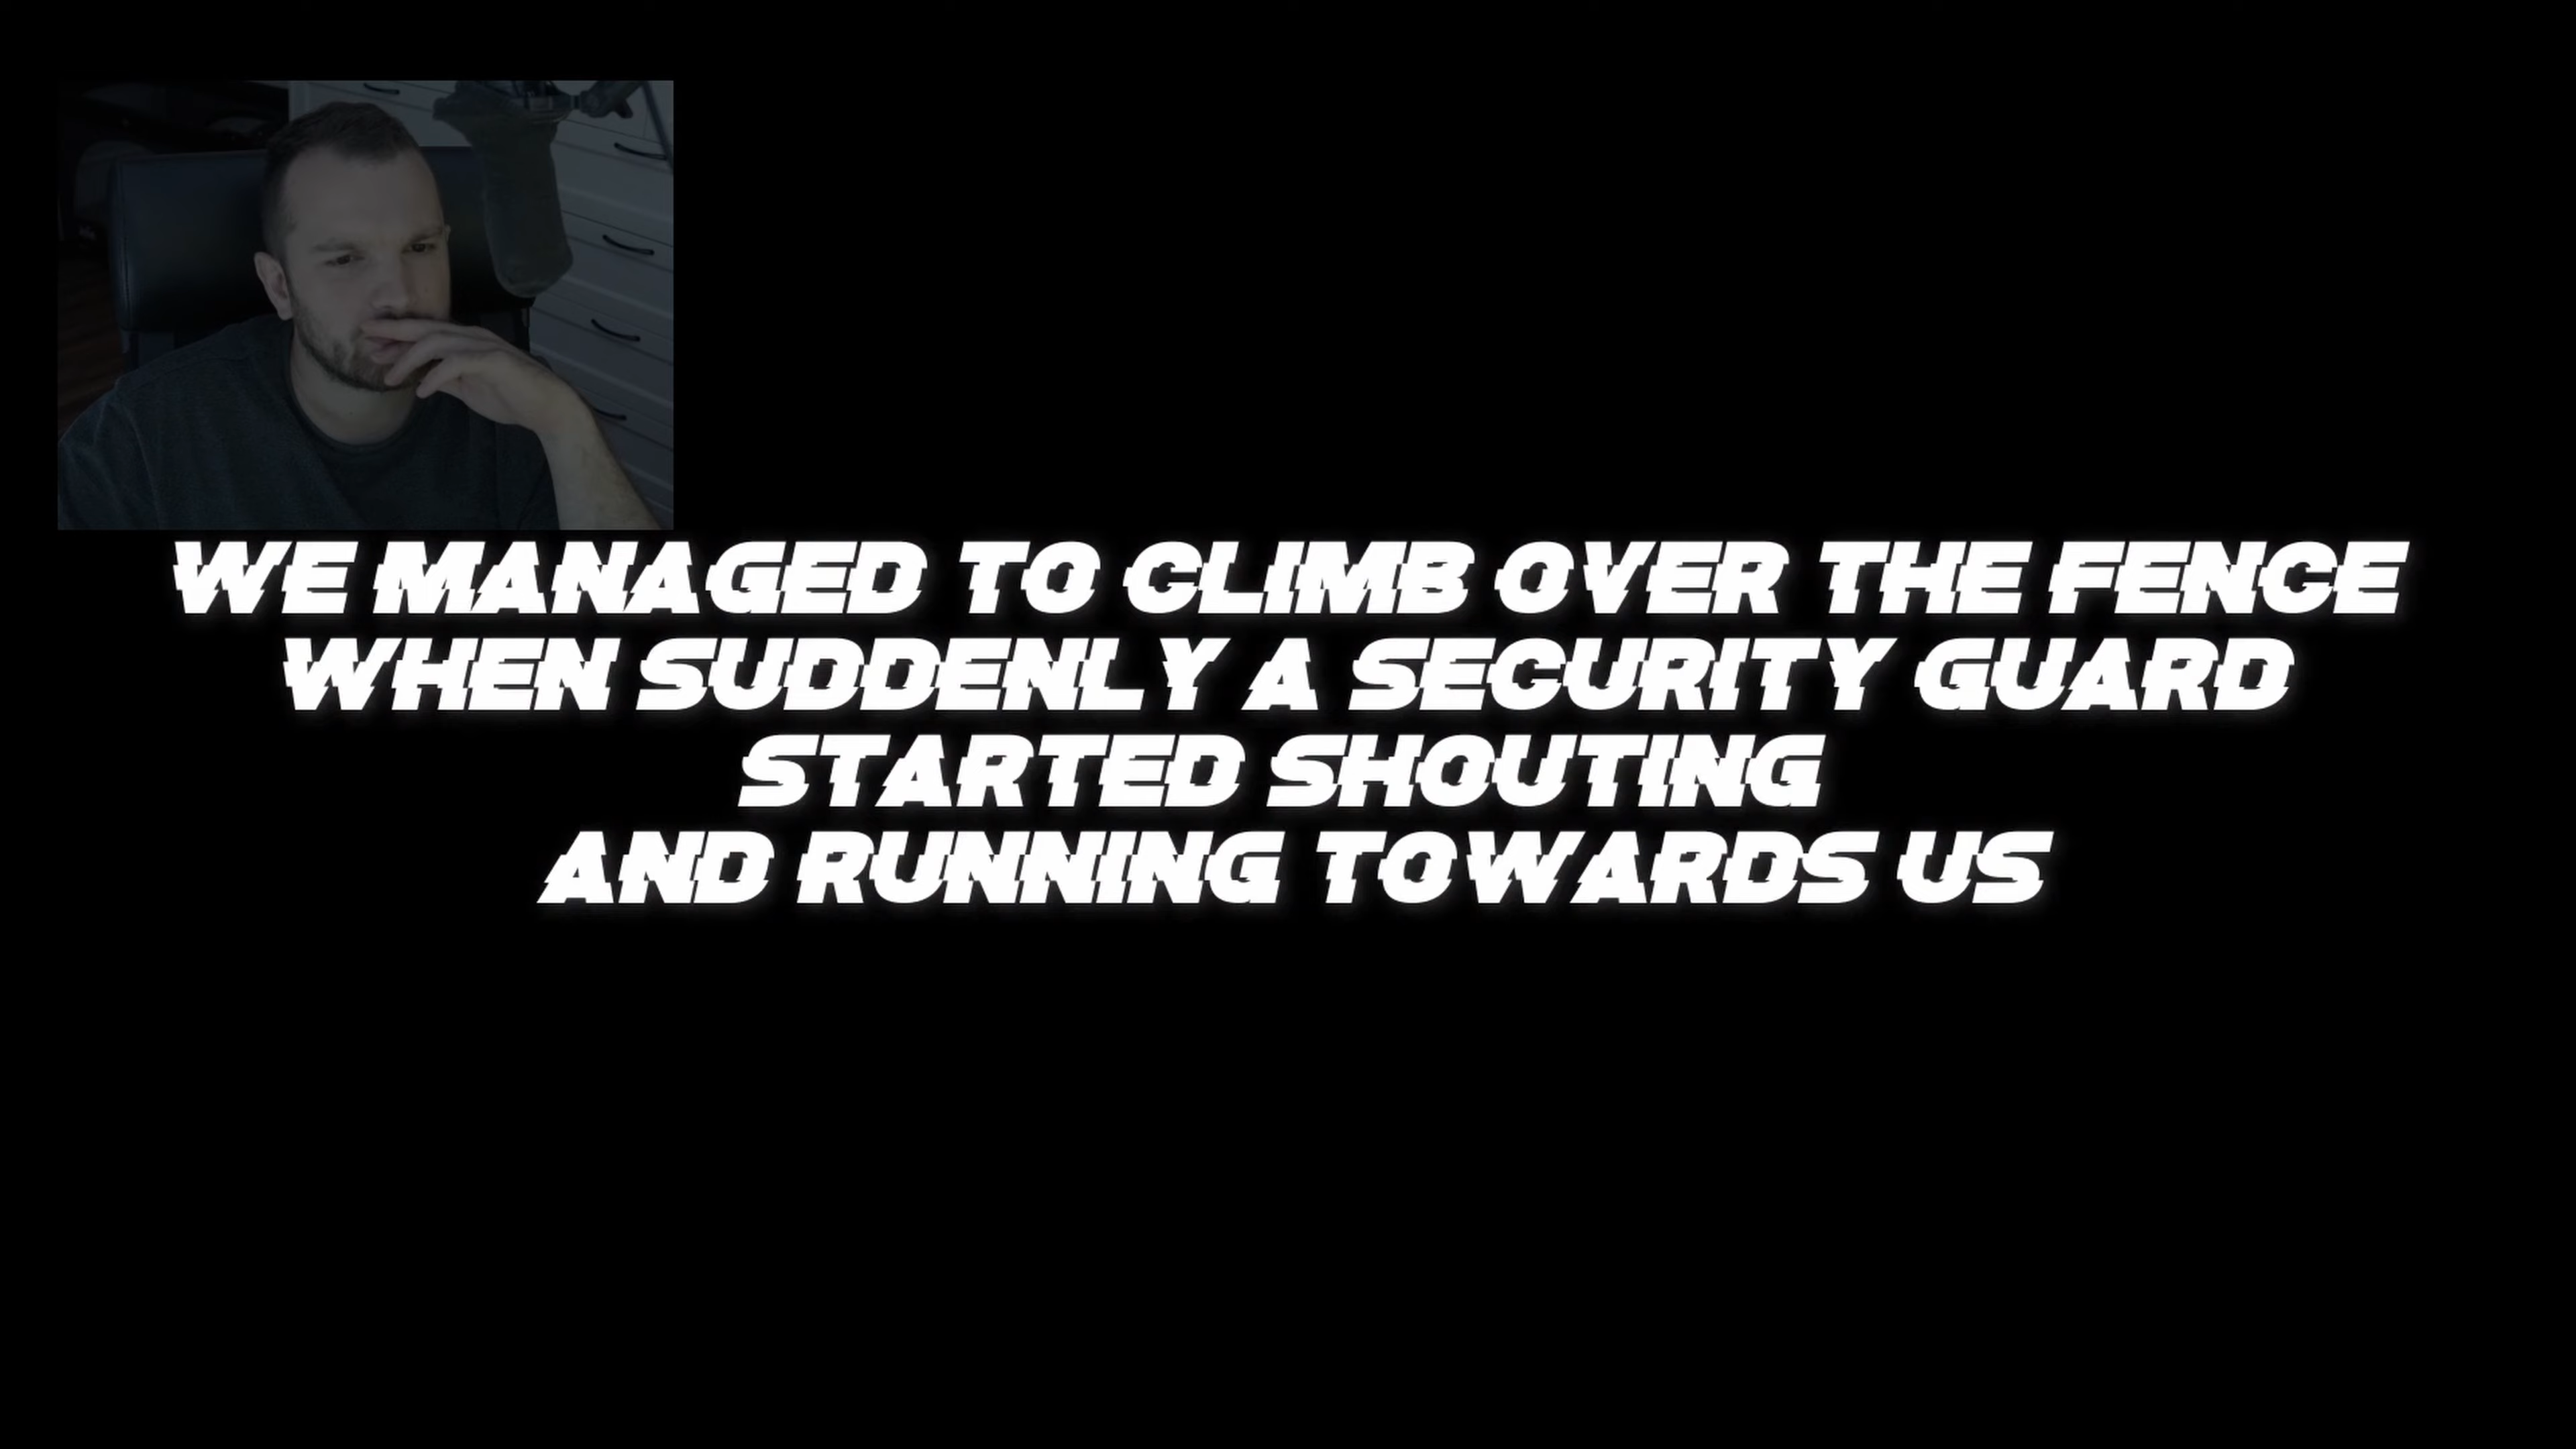 WE MANAGED TO CLIMB OVER THE FENCE
WHEN SUDDENLY A SECURITY GUARD
STARTED SHOUTING
AND RUNNING TOWARDS US